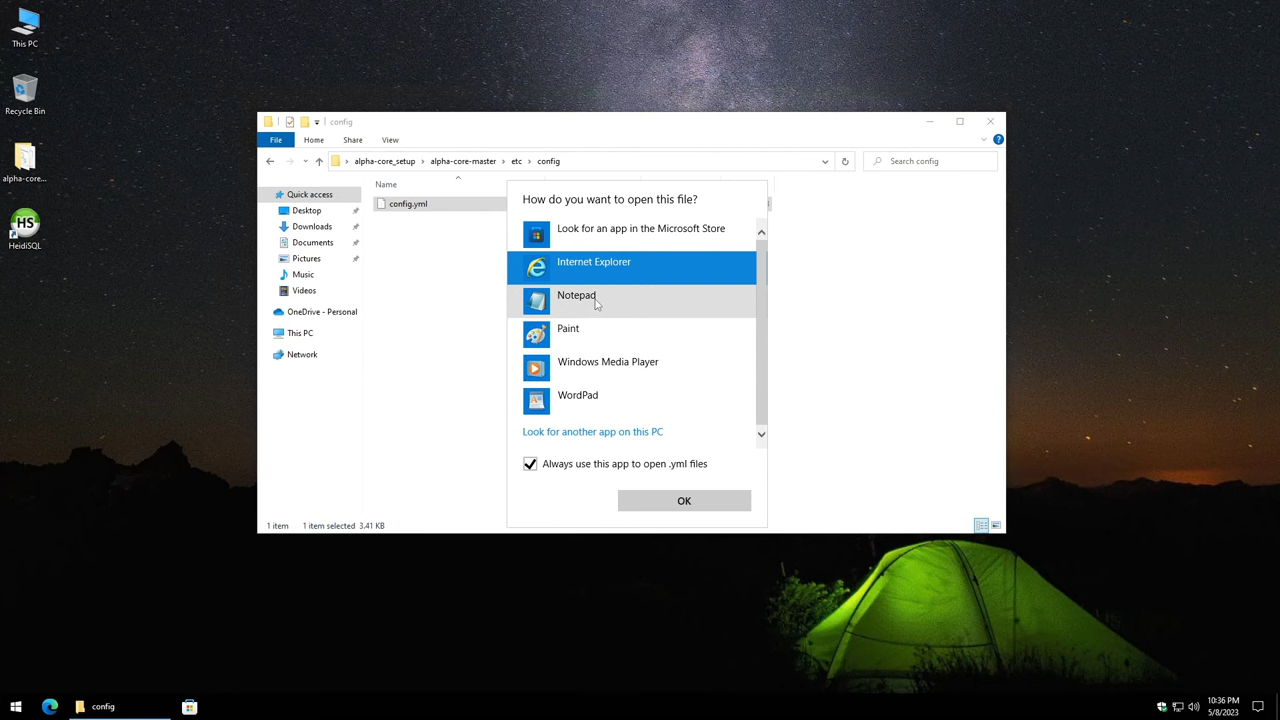 This PC
Recycle Bin
alpha-core...
HS
HeidiSQL
config
File
Home
Share
View
alpha-core_setup
alpha-core-master
etc
config
Search config
Quick access
Desktop
Downloads
Documents
Pictures
Music
Videos
OneDrive - Personal
This PC
Network
Name
config.yml
How do you want to open this file?
Look for an app in the Microsoft Store
Internet Explorer
Notepad
Paint
Windows Media Player
WordPad
Look for another app on this PC
Always use this app to open .yml files
OK
1 item
1 item selected 3.41 KB
config
10:36 PM
5/8/2023